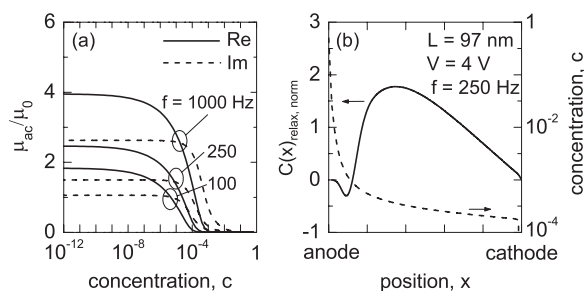 (a)
Re
Im
f = 1000 Hz
250
100
μac/μ0
6
4
2
0
10^-12
10^-8
10^-4
1
concentration, c
(b)
L = 97 nm
V = 4 V
f = 250 Hz
C(x)relax, norm
3
2
1
0
-1
anode
cathode
position, x
1
10^-2
10^-4
concentration, c